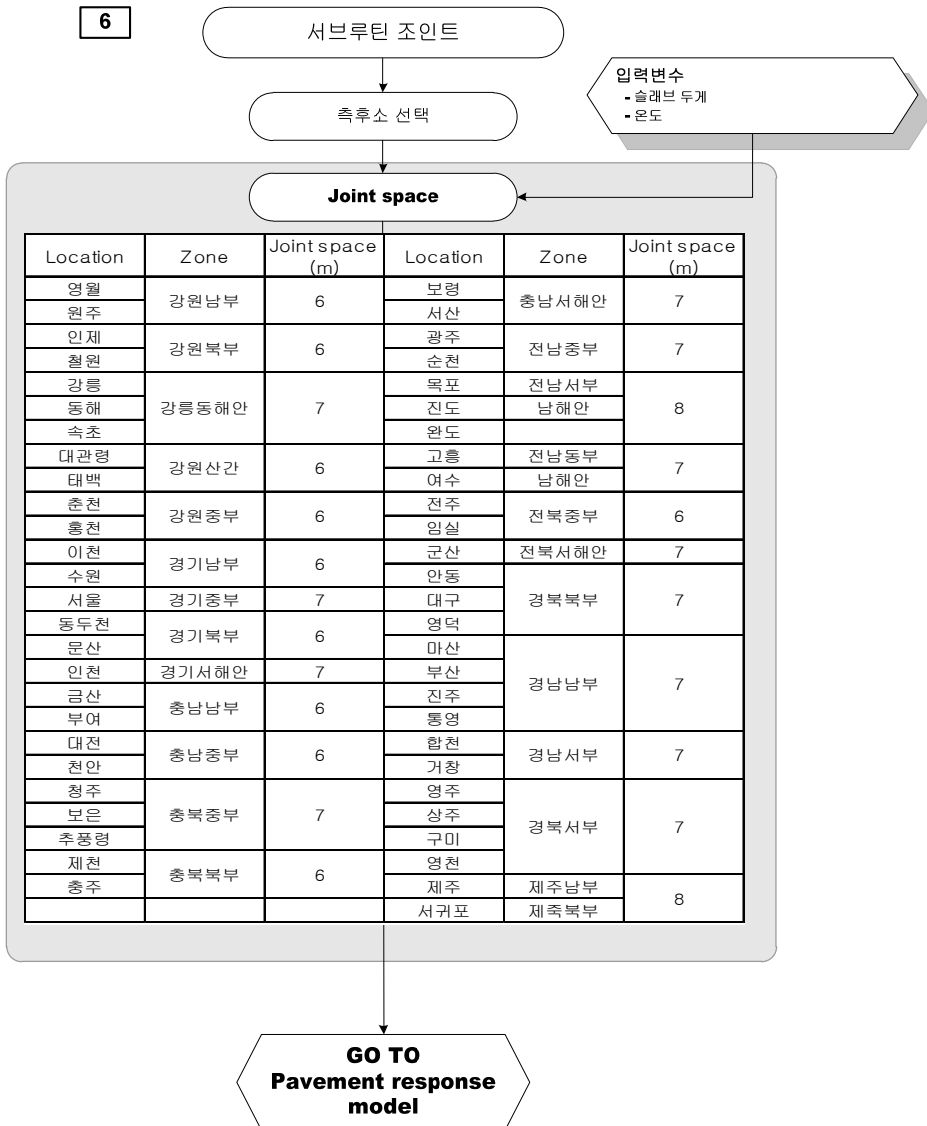 6
서브루틴 조인트
측후소 선택
입력변수
- 슬래브 두게
- 온도
Joint space
Location Zone Joint space (m) Location Zone Joint space (m)
영월 강원남부 6 보령 충남서해안 7
원주 서산
인제 강원북부 6 광주 전남중부 7
철원 순천
강릉 강릉동해안 7 목포 전남서부 8
동해 진도 남해안
속초 완도
대관령 강원산간 6 고흥 전남동부 7
태백 여수 남해안
춘천 강원중부 6 전주 전북중부 6
홍천 임실
이천 경기남부 6 군산 전북서해안 7
수원 안동 경북북부 7
서울 경기중부 7 대구
동두천 경기북부 6 영덕
문산 마산 경남남부 7
인천 경기서해안 7 부산
금산 충남남부 6 진주
부여 통영
대전 충남중부 6 합천 경남서부 7
천안 거창
청주 충북중부 7 영주 경북서부 7
보은 상주
추풍령 구미
제천 충북북부 6 영천
충주 제주 제주남부 8
서귀포 제죽북부
GO TO
Pavement response
model